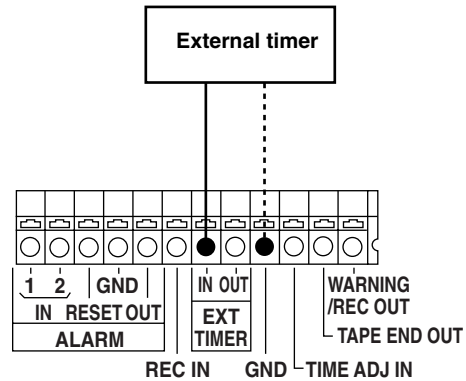 External timer
1 2 GND IN OUT WARNING
/REC OUT
IN RESET OUT EXT
TIMER
ALARM TAPE END OUT
REC IN GND TIME ADJ IN